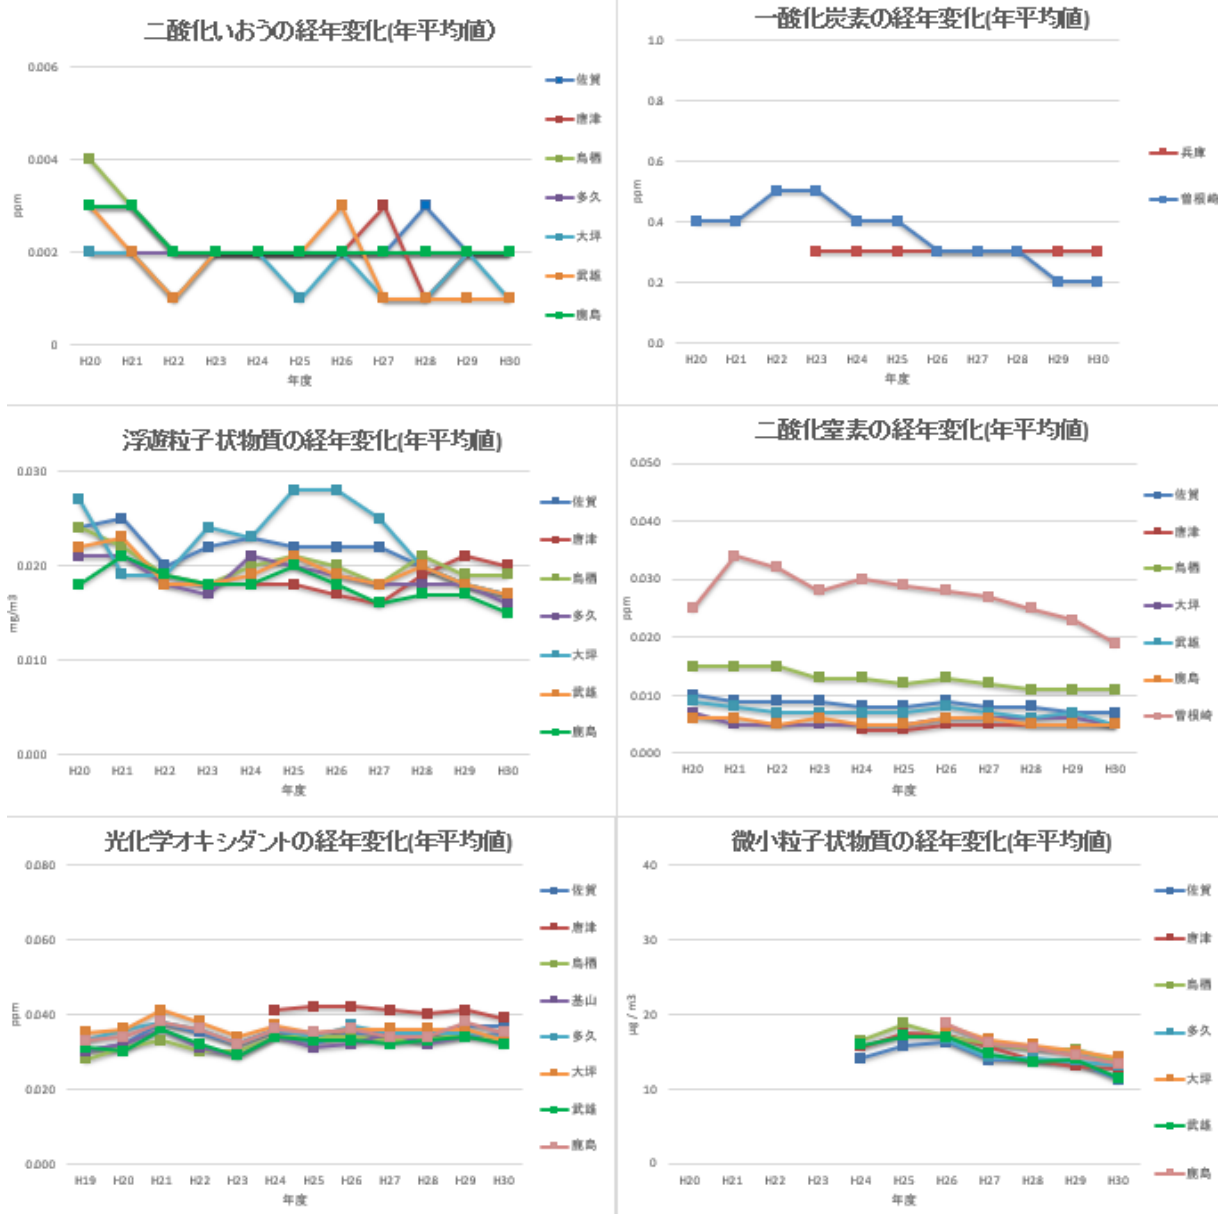 二酸化いおうの経年変化(年平均値)
0.006
0.004
0.002
0
ppm
H20 H21 H22 H23 H24 H25 H26 H27 H28 H29 H30
年度
佐賀
唐津
鳥栖
多久
大坪
武雄
鹿島
一酸化炭素の経年変化(年平均値)
1.0
0.8
0.6
0.4
0.2
0.0
ppm
H20 H21 H22 H23 H24 H25 H26 H27 H28 H29 H30
年度
兵庫
曽根崎
浮遊粒子状物質の経年変化(年平均値)
0.030
0.020
0.010
0.000
mg/m3
H20 H21 H22 H23 H24 H25 H26 H27 H28 H29 H30
年度
佐賀
唐津
鳥栖
多久
大坪
武雄
鹿島
二酸化窒素の経年変化(年平均値)
0.050
0.040
0.030
0.020
0.010
0.000
ppm
H20 H21 H22 H23 H24 H25 H26 H27 H28 H29 H30
年度
佐賀
唐津
鳥栖
大坪
武雄
鹿島
曽根崎
光化学オキシダントの経年変化(年平均値)
0.080
0.060
0.040
0.020
0.000
ppm
H19 H20 H21 H22 H23 H24 H25 H26 H27 H28 H29 H30
年度
佐賀
唐津
鳥栖
基山
多久
大坪
武雄
鹿島
微小粒子状物質の経年変化(年平均値)
40
30
20
10
0
μg / m3
H20 H21 H22 H23 H24 H25 H26 H27 H28 H29 H30
年度
佐賀
唐津
鳥栖
多久
大坪
武雄
鹿島